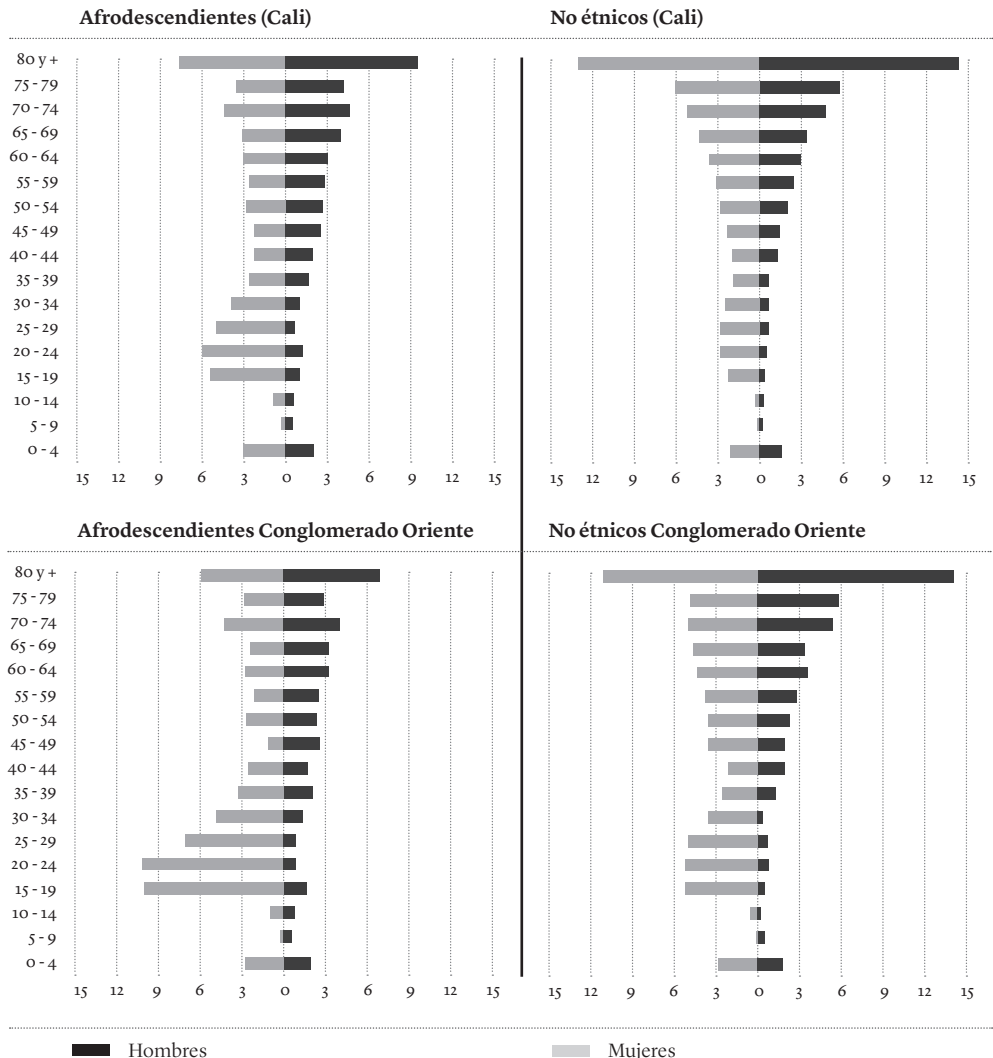 Afrodescendientes (Cali)
No étnicos (Cali)
80 y +
75 - 79
70 - 74
65 - 69
60 - 64
55 - 59
50 - 54
45 - 49
40 - 44
35 - 39
30 - 34
25 - 29
20 - 24
15 - 19
10 - 14
5 - 9
0 - 4
15 12 9 6 3 0 3 6 9 12 15
15 12 9 6 3 0 3 6 9 12 15
Afrodescendientes Conglomerado Oriente
No étnicos Conglomerado Oriente
80 y +
75 - 79
70 - 74
65 - 69
60 - 64
55 - 59
50 - 54
45 - 49
40 - 44
35 - 39
30 - 34
25 - 29
20 - 24
15 - 19
10 - 14
5 - 9
0 - 4
15 12 9 6 3 0 3 6 9 12 15
15 12 9 6 3 0 3 6 9 12 15
Hombres
Mujeres